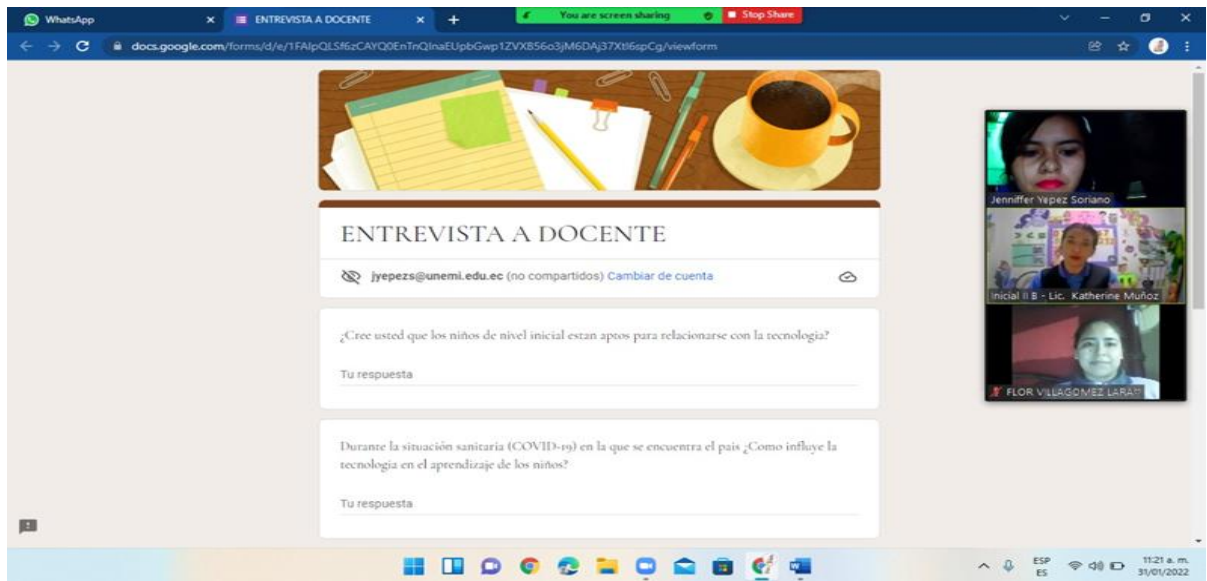 WhatsApp
ENTREVISTA A DOCENTE
You are screen sharing
Stop Share
docs.google.com/forms/d/e/1FAIpQLSf6zCAYQ0EnTnQInaEUpbGwp1ZVXB56o3jM6DAj37Xtl6spCg/viewform
ENTREVISTA A DOCENTE
jyepezs@unemi.edu.ec (no compartidos) Cambiar de cuenta
¿Cree usted que los niños de nivel inicial estan aptos para relacionarse con la tecnologia?
Tu respuesta
Durante la situación sanitaria (COVID-19) en la que se encuentra el pais ¿Como influye la
tecnologia en el aprendizaje de los niños?
Tu respuesta
Jenniffer Yepez Soriano
Inicial II B - Lic. Katherine Muñoz
FLOR VILLAGOMEZ LARA
ESP
ES
11:21 a. m.
31/01/2022